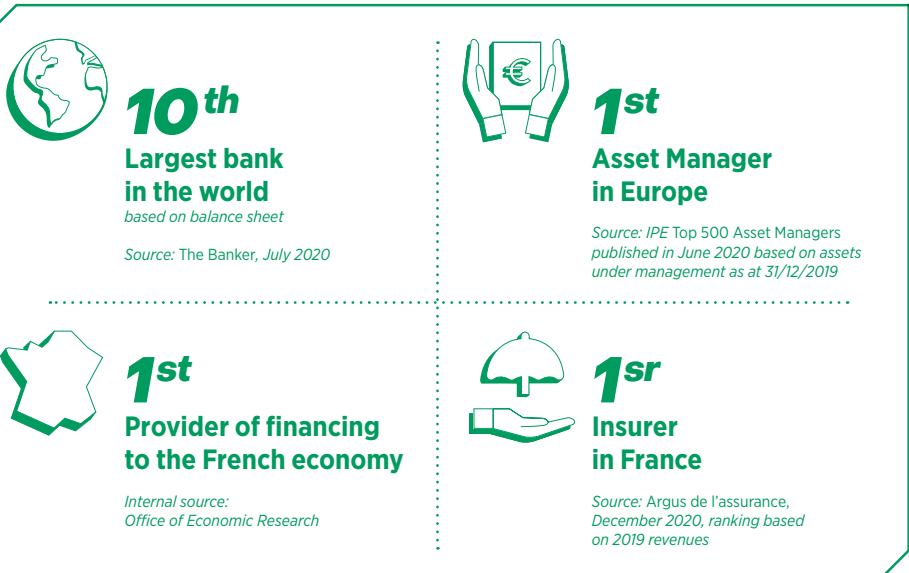 10th
Largest bank
in the world
based on balance sheet
Source: The Banker, July 2020
€
1st
Asset Manager
in Europe
Source: IPE Top 500 Asset Managers
published in June 2020 based on assets
under management as at 31/12/2019
1st
Provider of financing
to the French economy
Internal source:
Office of Economic Research
1sr
Insurer
in France
Source: Argus de l'assurance,
December 2020, ranking based
on 2019 revenues